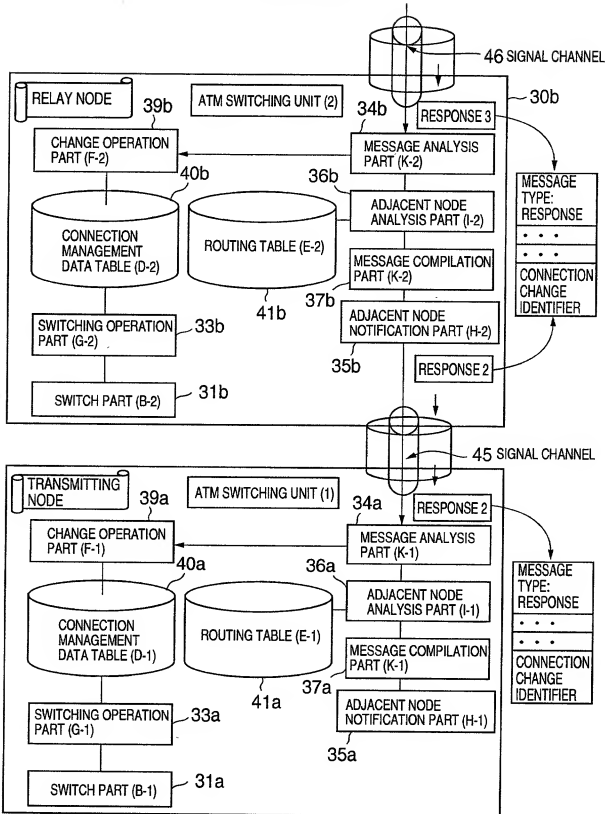 46 SIGNAL CHANNEL
RELAY NODE
39b
ATM SWITCHING UNIT (2)
34b
30b
RESPONSE 3
CHANGE OPERATION
PART (F-2)
MESSAGE ANALYSIS
PART (K-2)
40b
36b
CONNECTION
MANAGEMENT
DATA TABLE (D-2)
ROUTING TABLE (E-2)
41b
ADJACENT NODE
ANALYSIS PART (I-2)
MESSAGE COMPILATION
PART (K-2)
37b
MESSAGE
TYPE:
RESPONSE
• • •
• • •
CONNECTION
CHANGE
IDENTIFIER
SWITCHING OPERATION
PART (G-2)
33b
ADJACENT NODE
NOTIFICATION PART (H-2)
35b
RESPONSE 2
SWITCH PART (B-2)
31b
45 SIGNAL CHANNEL
TRANSMITTING
NODE
39a
ATM SWITCHING UNIT (1)
34a
RESPONSE 2
CHANGE OPERATION
PART (F-1)
MESSAGE ANALYSIS
PART (K-1)
40a
36a
CONNECTION
MANAGEMENT
DATA TABLE (D-1)
ROUTING TABLE (E-1)
41a
ADJACENT NODE
ANALYSIS PART (I-1)
MESSAGE COMPILATION
PART (K-1)
37a
MESSAGE
TYPE:
RESPONSE
• • •
• • •
CONNECTION
CHANGE
IDENTIFIER
SWITCHING OPERATION
PART (G-1)
33a
ADJACENT NODE
NOTIFICATION PART (H-1)
35a
SWITCH PART (B-1)
31a